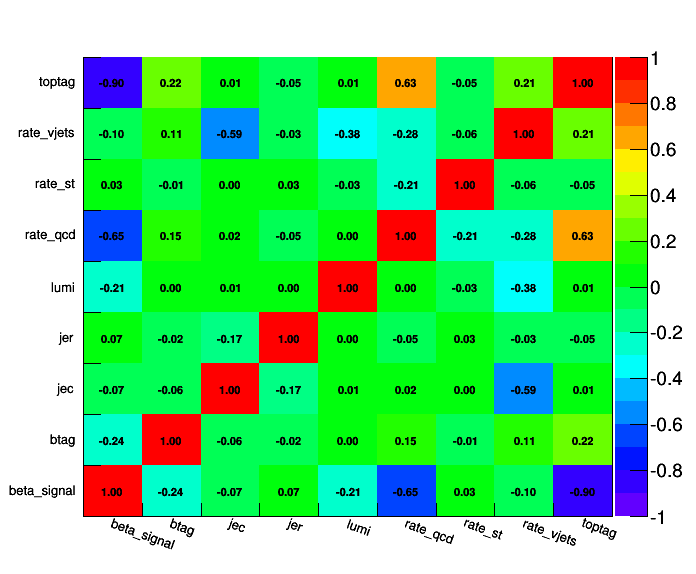 toptag -0.90 0.22 0.01 -0.05 0.01 0.63 -0.05 0.21 1.00
rate_vjets -0.10 0.11 -0.59 -0.03 -0.38 -0.28 -0.06 1.00 0.21
rate_st 0.03 -0.01 0.00 0.03 -0.03 -0.21 1.00 -0.06 -0.05
rate_qcd -0.65 0.15 0.02 -0.05 0.00 1.00 -0.21 -0.28 0.63
lumi -0.21 0.00 0.01 0.00 1.00 0.00 -0.03 -0.38 0.01
jer 0.07 -0.02 -0.17 1.00 0.00 -0.05 0.03 -0.03 -0.05
jec -0.07 -0.06 1.00 -0.17 0.01 0.02 0.00 -0.59 0.01
btag -0.24 1.00 -0.06 -0.02 0.00 0.15 -0.01 0.11 0.22
beta_signal 1.00 -0.24 -0.07 0.07 -0.21 -0.65 0.03 -0.10 -0.90
beta_signal btag jec jer lumi rate_qcd rate_st rate_vjets toptag
1
0.8
0.6
0.4
0.2
0
-0.2
-0.4
-0.6
-0.8
-1